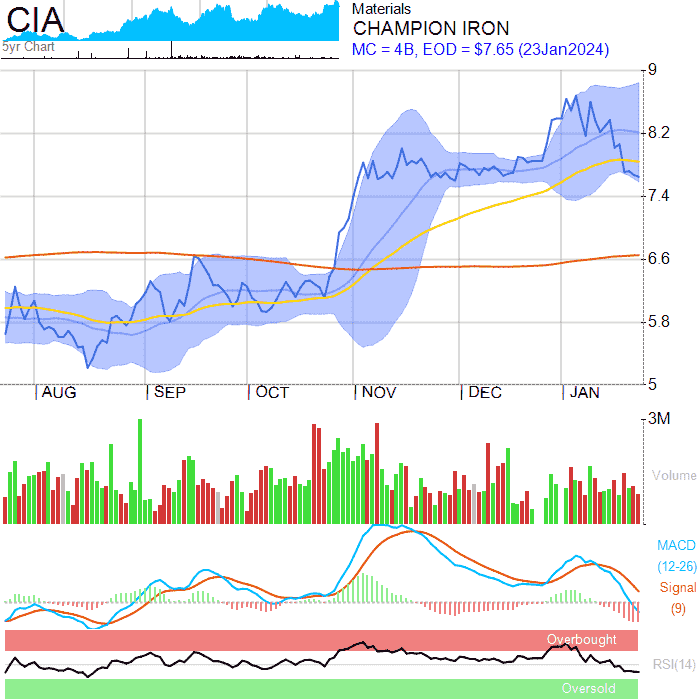 CIA
5yr Chart
Materials
CHAMPION IRON
MC = 4B, EOD = $7.65 (23Jan2024)
9
8.2
7.4
6.6
5.8
5
AUG SEP OCT NOV DEC JAN
3M
Volume
MACD
(12-26)
Signal
(9)
Overbought
RSI(14)
Oversold